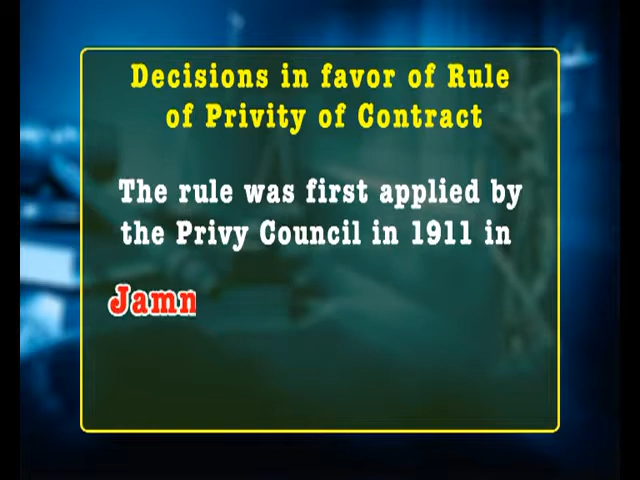 Decisions in favor of Rule
of Privity of Contract
The rule was first applied by
the Privy Council in 1911 in
Jamn